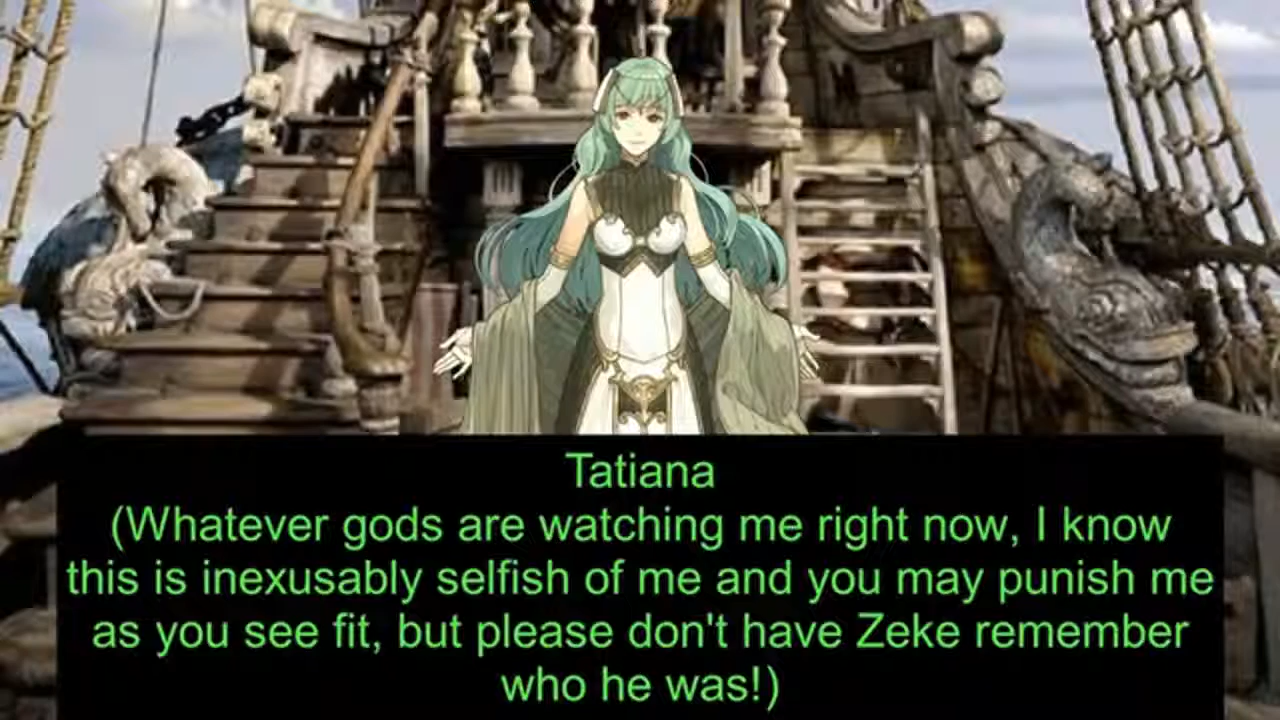 Tatiana
(Whatever gods are watching me right now, I know
this is inexusably selfish of me and you may punish me
as you see fit, but please don't have Zeke remember
who he was!)